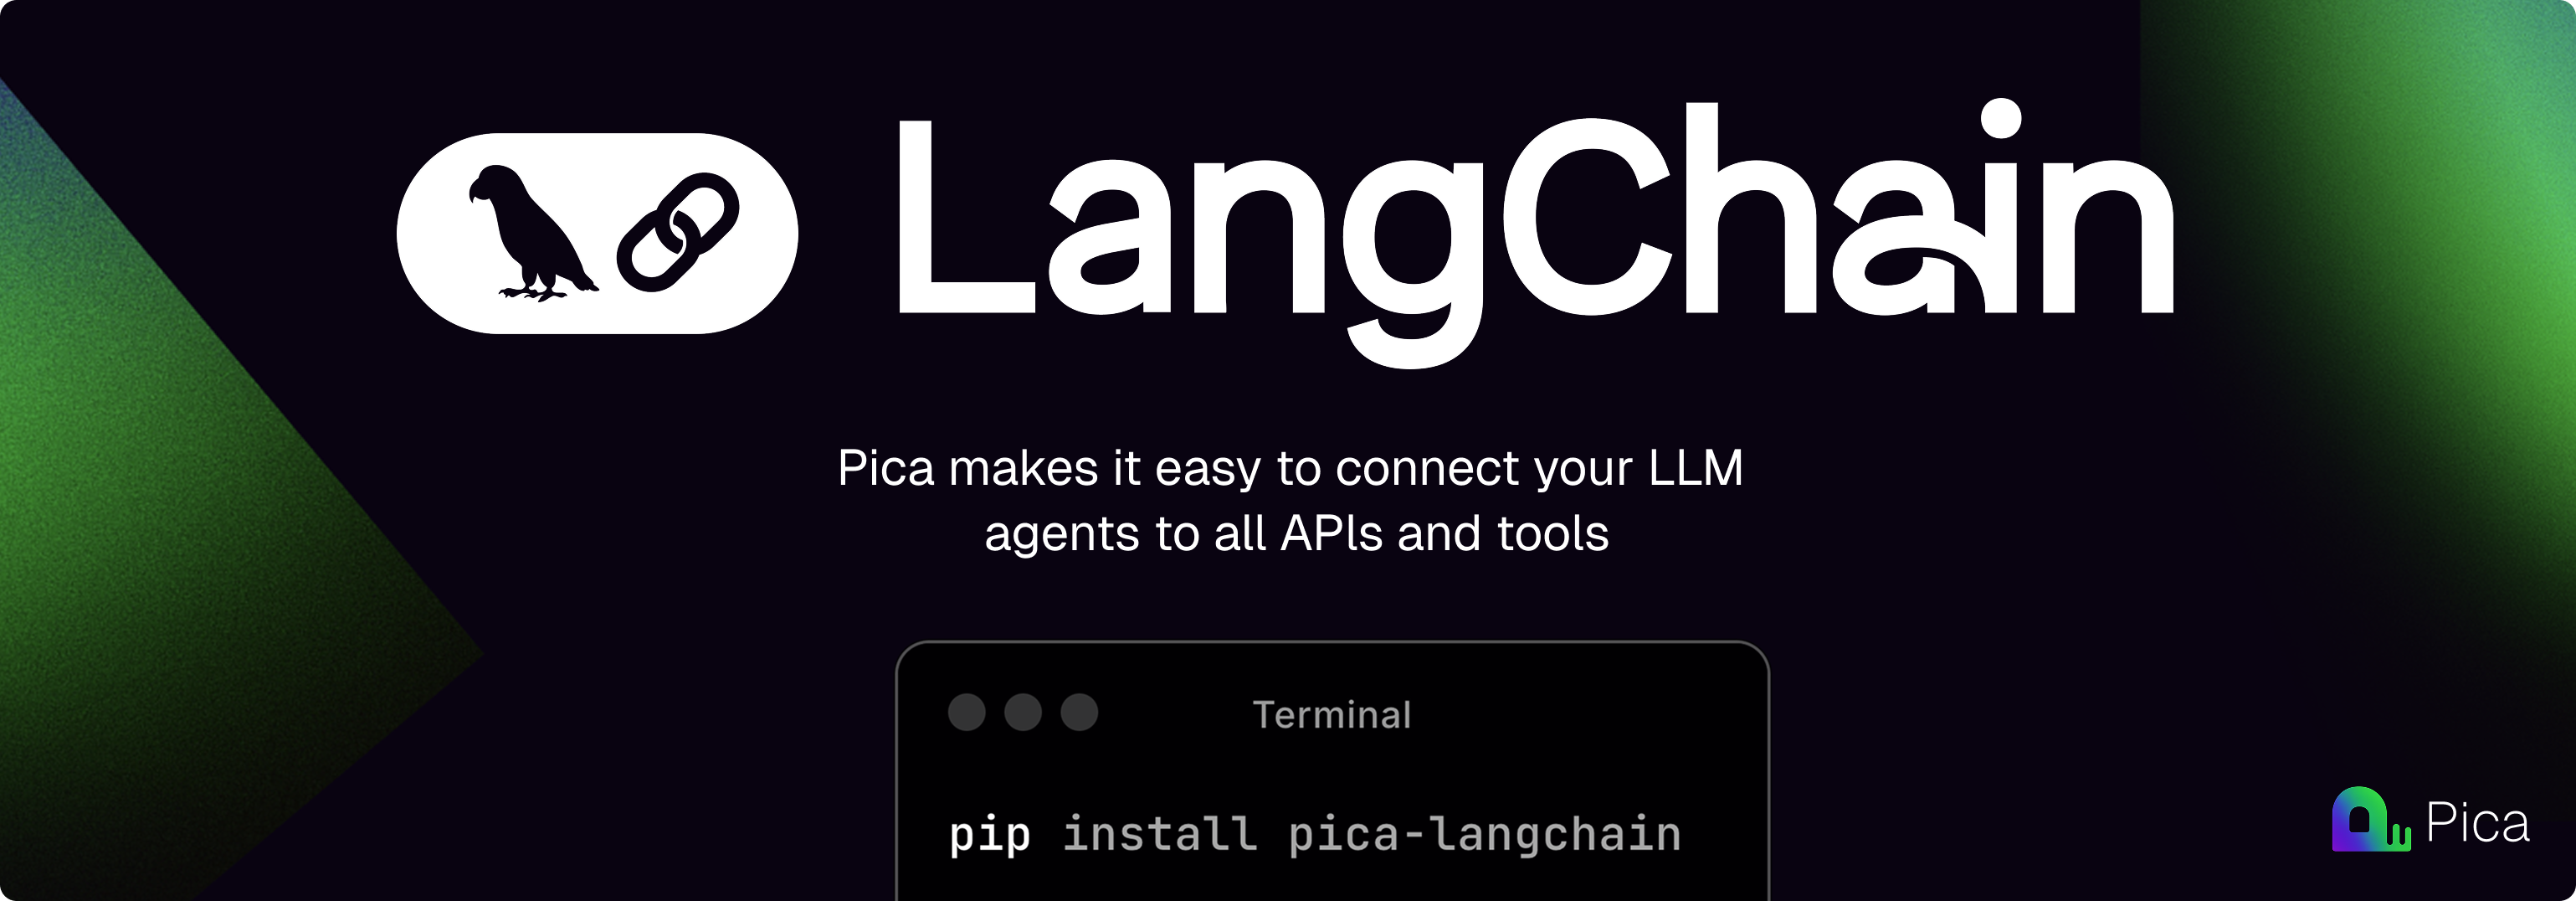 LangChain
Pica makes it easy to connect your LLM
agents to all APIs and tools
Terminal
pip install pica-langchain
Pica